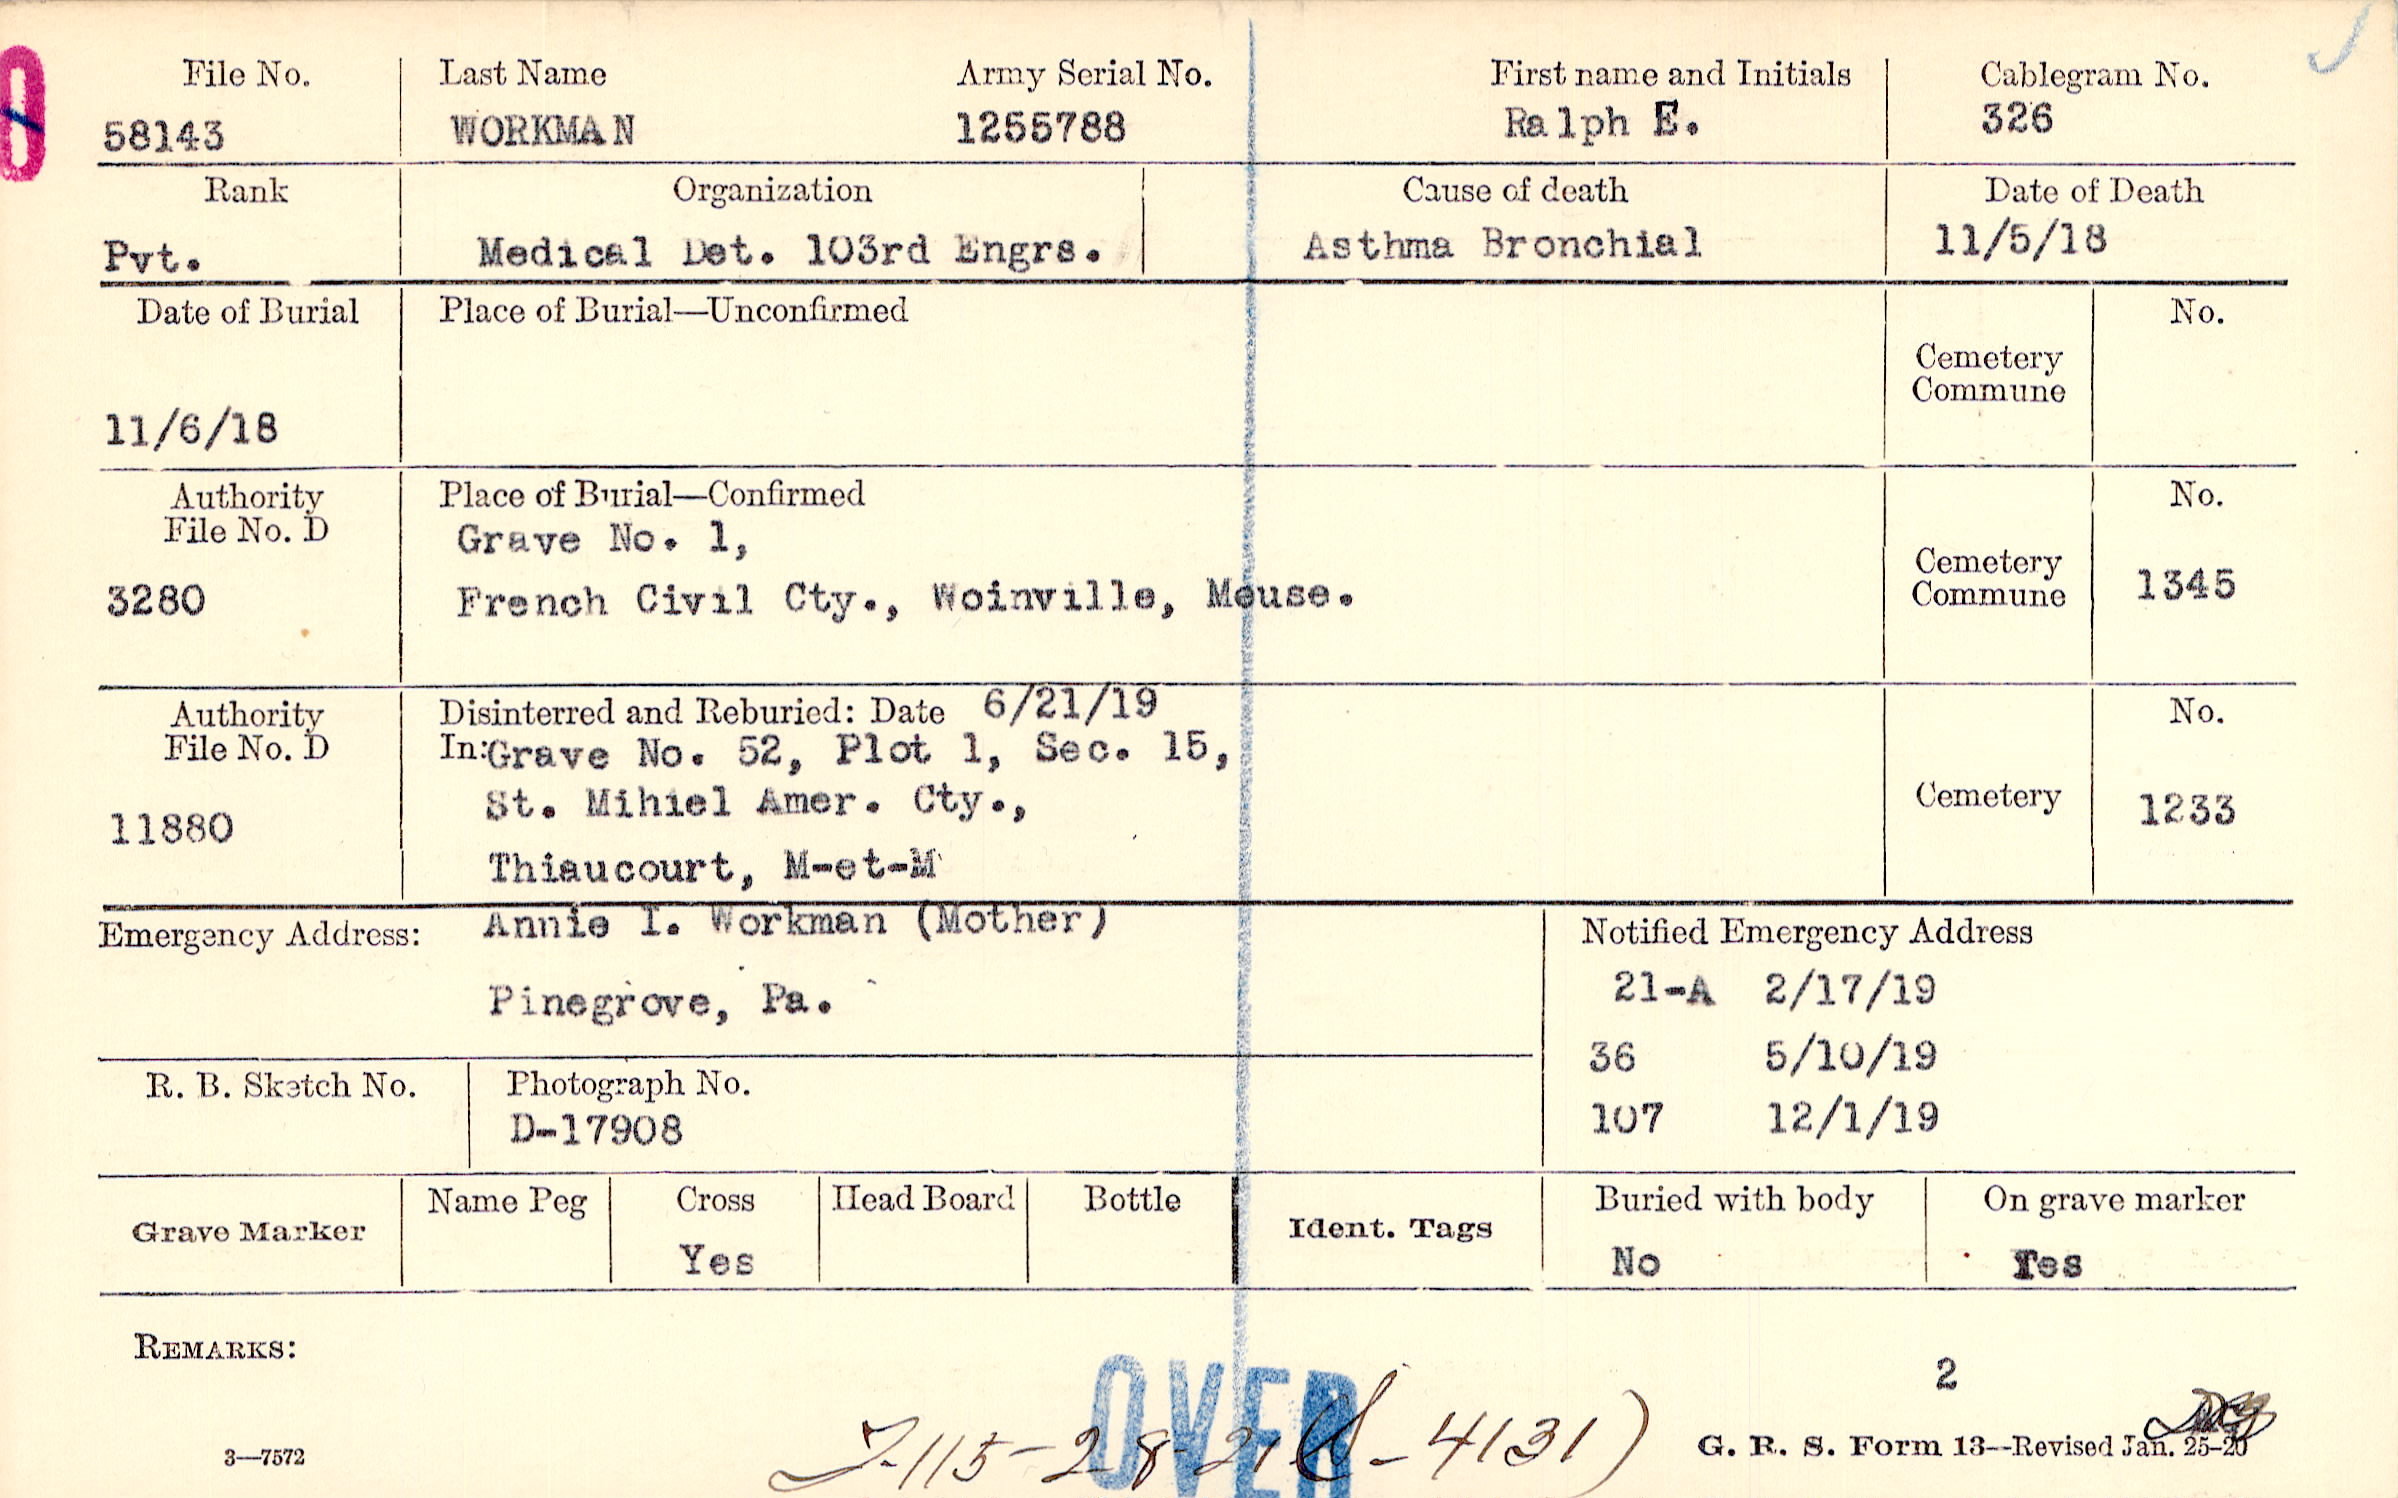 File No. Last Name Army Serial No. First name and Initials Cablegram No.
58143 WORKMAN 1255788 Ralph E. 326
Rank Organization Cause of death Date of Death
Pvt. Medical Det. 103rd Engrs. Asthma Bronchial 11/5/18
Date of Burial Place of Burial—Unconfirmed No.
Cemetery
Commune
11/6/18
Authority Place of Burial—Confirmed No.
File No. D Grave No. 1,
Cemetery
3280 French Civil Cty., Woinville, Meuse. Commune 1345
Authority Disinterred and Reburied: Date 6/21/19 No.
File No. D In: Grave No. 52, Plot 1, Sec. 15,
11880 St. Mihiel Amer. Cty., Cemetery 1233
Thiaucourt, M-et-M
Emergency Address: Annie I. Workman (Mother) Notified Emergency Address
Pinegrove, Pa. 21-A 2/17/19
36 5/10/19
R. B. Sketch No. Photograph No.
D-17908 107 12/1/19
Grave Marker Name Peg Cross Head Board Bottle Ident. Tags Buried with body On grave marker
Yes No Yes
REMARKS:
2
OVER
-115-2-8-21 - 4131)
3—7572 G. R. S. Form 13—Revised Jan. 25-20